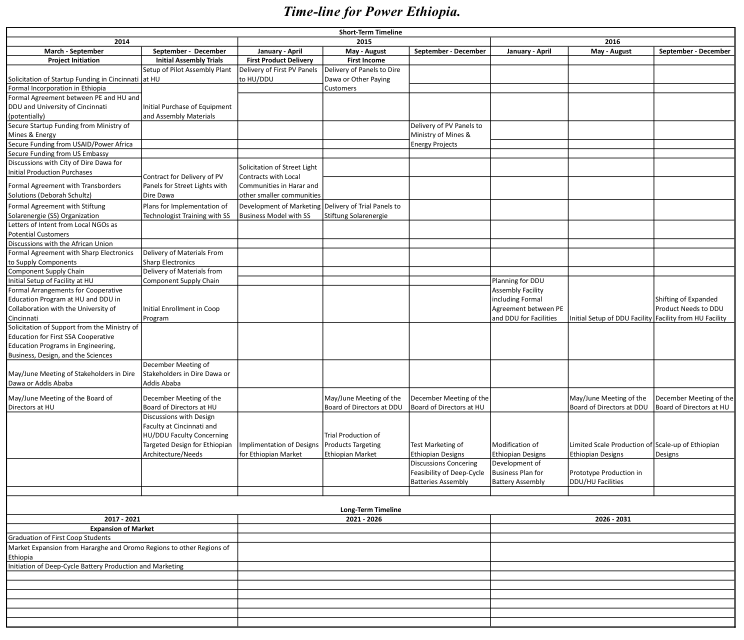 Time-line for Power Ethiopia.
Short-Term Timeline
2014 2015 2016
March - September September - December January - April May - August September - December January - April May - August September - December
Project Initiation Initial Assembly Trials First Product Delivery First Income
Solicitation of Startup Funding in Cincinnati
Setup of Pilot Assembly Plant
at HU
Delivery of First PV Panels
to HU/DDU
Delivery of Panels to Dire
Dawa or Other Paying
Customers
Formal Incorporation in Ethiopia
Formal Agreement between PE and HU and
DDU and University of Cincinnati
(potentially)
Initial Purchase of Equipment
and Assembly Materials
Secure Startup Funding from Ministry of
Mines & Energy
Delivery of PV Panels to
Ministry of Mines &
Energy Projects
Secure Funding from USAID/Power Africa
Secure Funding from US Embassy
Discussions with City of Dire Dawa for
Initial Production Purchases
Contract for Delivery of PV
Panels for Street Lights with
Dire Dawa
Solicitation of Street Light
Contracts with Local
Communities in Harar and
other smaller communities
Formal Agreement with Transborders
Solutions (Deborah Schultz)
Formal Agreement with Stiftung
Solarenergie (SS) Organization
Plans for Implementation of
Technologist Training with SS
Development of Marketing
Business Model with SS
Delivery of Trial Panels to
Stiftung Solarenergie
Letters of Intent from Local NGOs as
Potential Customers
Discussions with the African Union
Formal Agreement with Sharp Electronics
to Supply Components
Delivery of Materials From
Sharp Electronics
Component Supply Chain
Delivery of Materials from
Component Supply Chain
Initial Setup of Facility at HU
Formal Arrangements for Cooperative
Education Program at HU and DDU in
Collaboration with the University of
Cincinnati
Initial Enrollment in Coop
Program
Planning for DDU
Assembly Facility
including Formal
Agreement between PE
and DDU for Facilities
Initial Setup of DDU Facility
Shifting of Expanded
Product Needs to DDU
Facility from HU Facility
Solicitation of Support from the Ministry of
Education for First SSA Cooperative
Education Programs in Engineering,
Business, Design, and the Sciences
May/June Meeting of Stakeholders in Dire
Dawa or Addis Ababa
December Meeting of
Stakeholders in Dire Dawa or
Addis Ababa
May/June Meeting of the Board of
Directors at HU
December Meeting of the
Board of Directors at HU
May/June Meeting of the
Board of Directors at DDU
December Meeting of the
Board of Directors at HU
May/June Meeting of the
Board of Directors at DDU
December Meeting of the
Board of Directors at HU
Discussions with Design
Faculty at Cincinnati and
HU/DDU Faculty Concerning
Targeted Design for Ethiopian
Architecture/Needs
Implimentation of Designs
for Ethiopian Market
Trial Production of
Products Targeting
Ethiopian Market
Test Marketing of
Ethiopian Designs
Modification of
Ethiopian Designs
Limited Scale Production of
Ethiopian Designs
Scale-up of Ethiopian
Designs
Discussions Concering
Feasibility of Deep-Cycle
Batteries Assembly
Development of
Business Plan for
Battery Assembly
Prototype Production in
DDU/HU Facilities
Long-Term Timeline
2017 - 2021 2021 - 2026 2026 - 2031
Expansion of Market
Graduation of First Coop Students
Market Expansion from Hararghe and Oromo Regions to other Regions of
Ethiopia
Initiation of Deep-Cycle Battery Production and Marketing